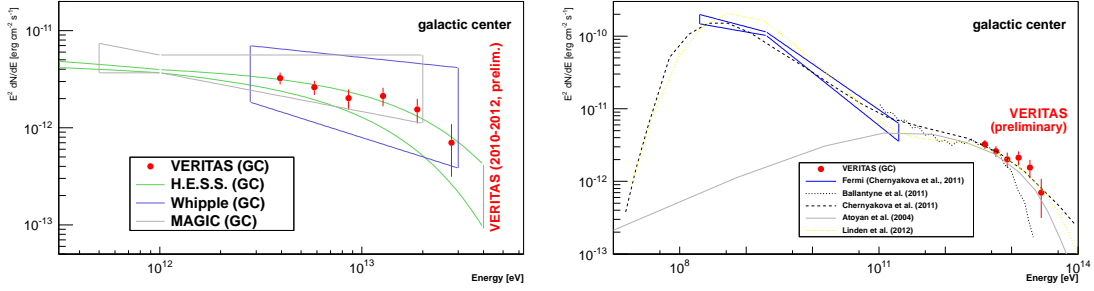 galactic center
E² dN/dE [erg cm⁻² s⁻¹]
10⁻¹¹
10⁻¹²
10⁻¹³
VERITAS (GC)
H.E.S.S. (GC)
Whipple (GC)
MAGIC (GC)
VERITAS (2010-2012, prelim.)
10¹²
10¹³
Energy [eV]
galactic center
E² dN/dE [erg cm⁻² s⁻¹]
10⁻¹⁰
10⁻¹¹
10⁻¹²
10⁻¹³
VERITAS
(preliminary)
VERITAS (GC)
Fermi (Chernyakova et al., 2011)
Ballantyne et al. (2011)
Chernyakova et al. (2011)
Atoyan et al. (2004)
Linden et al. (2012)
10⁸
10¹¹
10¹⁴
Energy [eV]